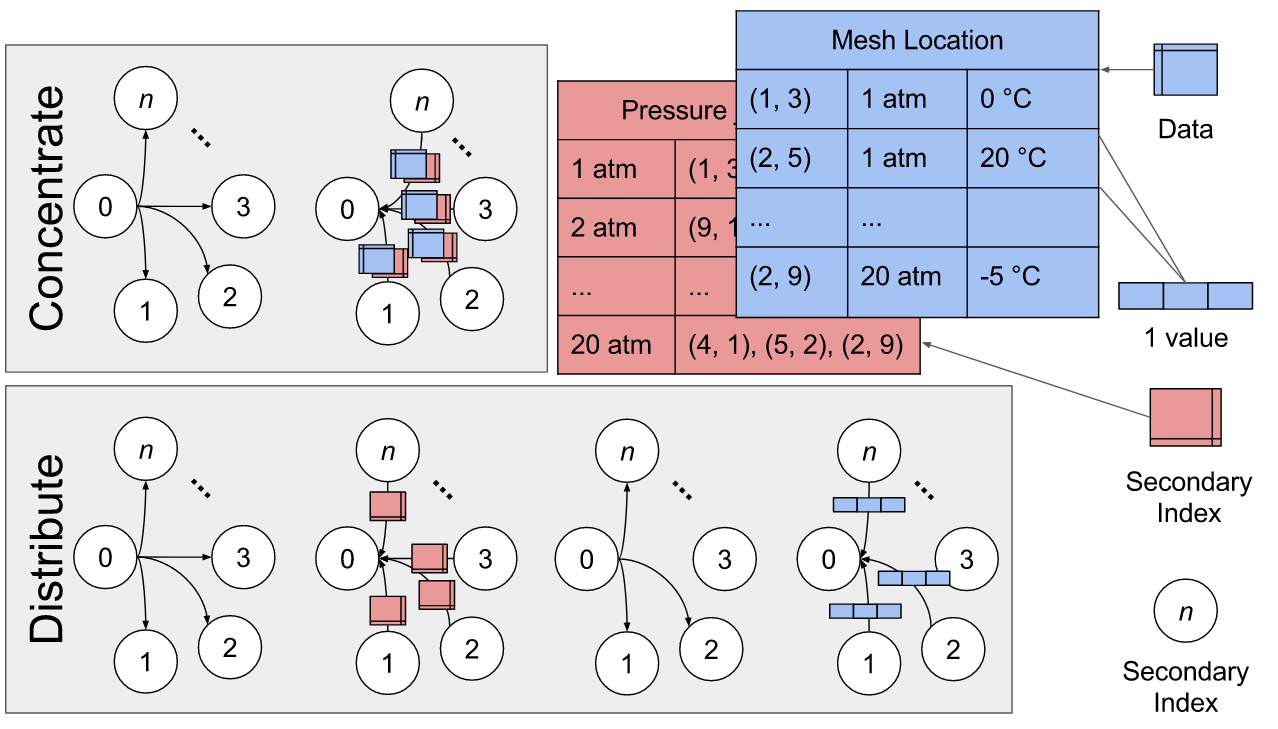 Concentrate
n
0
3
2
1
n
0
3
2
1
Pressure
1 atm (1, 3
2 atm (9, 1
... ...
20 atm (4, 1), (5, 2), (2, 9)
Mesh Location
(1, 3) 1 atm 0 °C
(2, 5) 1 atm 20 °C
... ...
(2, 9) 20 atm -5 °C
Data
1 value
Secondary
Index
n
Secondary
Index
Distribute
n
0
3
2
1
n
0
3
2
1
n
0
3
2
1
n
0
3
2
1